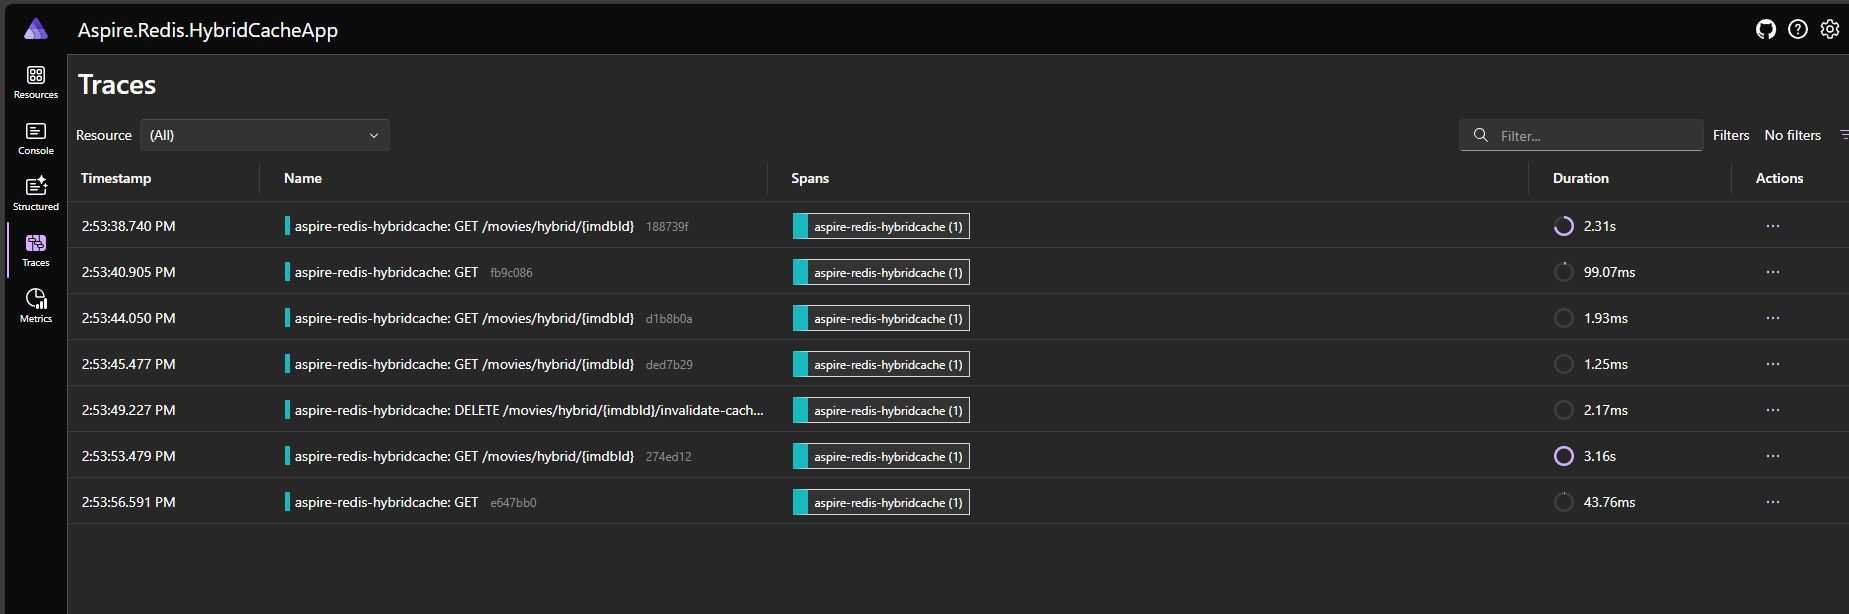 Aspire.Redis.HybridCacheApp
Resources
Console
Structured
Traces
Metrics
Traces
Resource (All) Filter... Filters No filters
Timestamp Name Spans Duration Actions
2:53:38.740 PM aspire-redis-hybridcache: GET /movies/hybrid/{imdbId} 188739f aspire-redis-hybridcache (1) 2.31s ...
2:53:40.905 PM aspire-redis-hybridcache: GET fb9c086 aspire-redis-hybridcache (1) 99.07ms ...
2:53:44.050 PM aspire-redis-hybridcache: GET /movies/hybrid/{imdbId} d1b8b0a aspire-redis-hybridcache (1) 1.93ms ...
2:53:45.477 PM aspire-redis-hybridcache: GET /movies/hybrid/{imdbId} ded7b29 aspire-redis-hybridcache (1) 1.25ms ...
2:53:49.227 PM aspire-redis-hybridcache: DELETE /movies/hybrid/{imdbId}/invalidate-cach... aspire-redis-hybridcache (1) 2.17ms ...
2:53:53.479 PM aspire-redis-hybridcache: GET /movies/hybrid/{imdbId} 274ed12 aspire-redis-hybridcache (1) 3.16s ...
2:53:56.591 PM aspire-redis-hybridcache: GET e647bb0 aspire-redis-hybridcache (1) 43.76ms ...